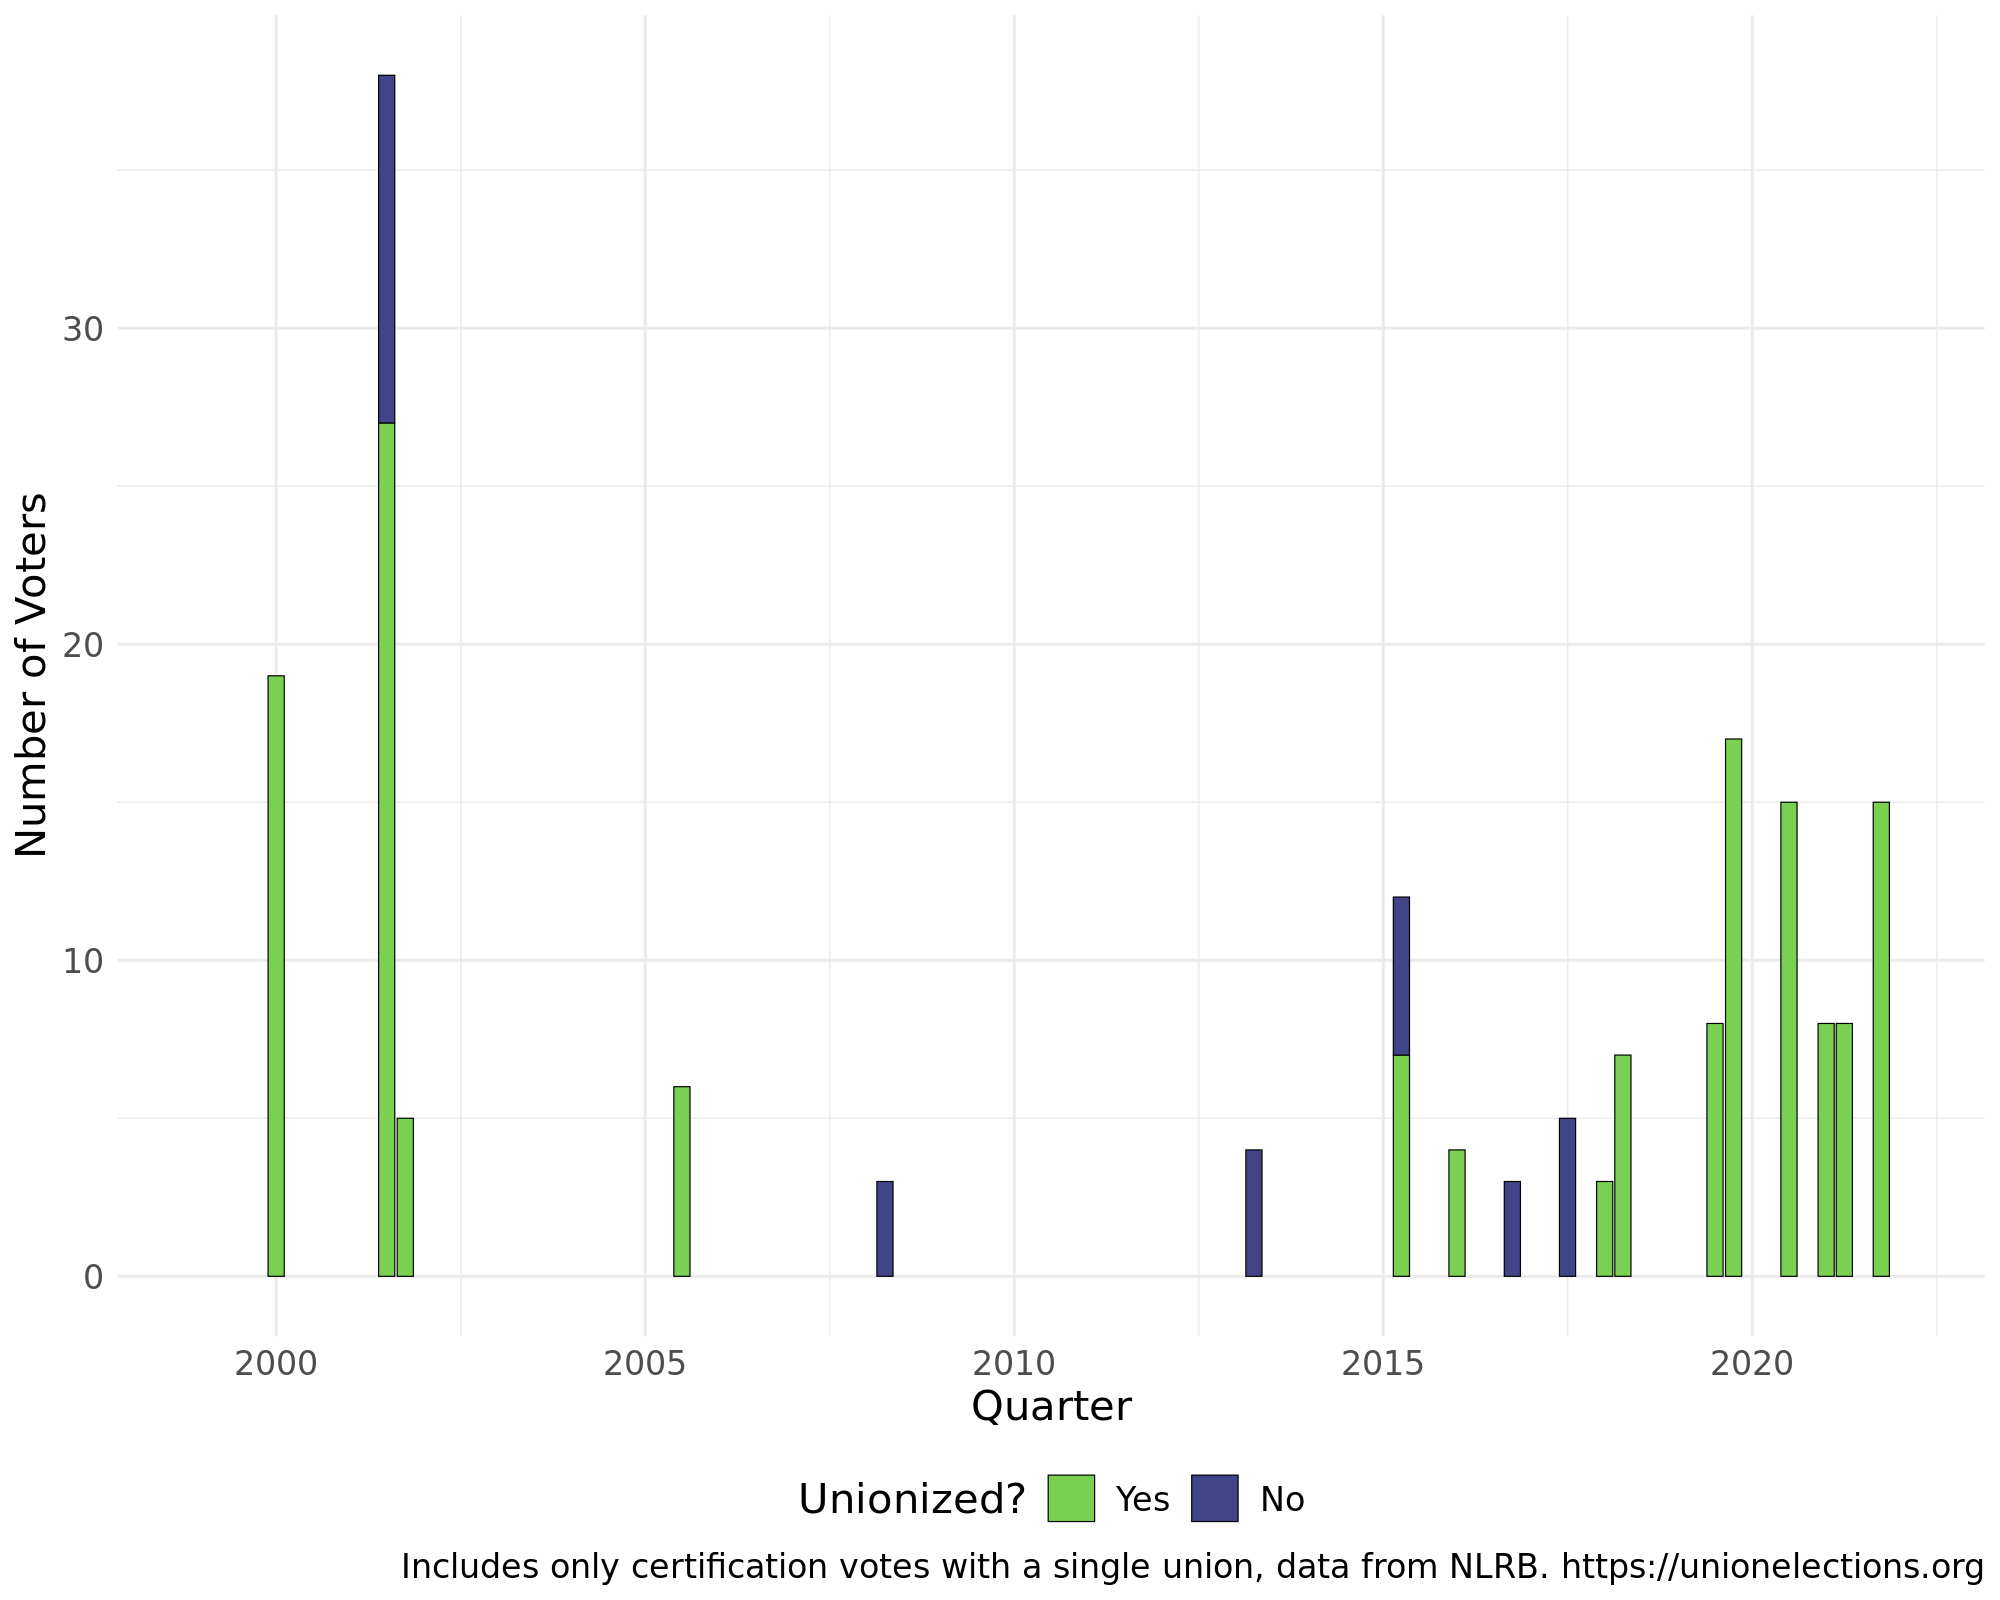 Number of Voters
30
20
10
0
2000 2005 2010 2015 2020
Quarter
Unionized? Yes No
Includes only certification votes with a single union, data from NLRB. https://unionelections.org